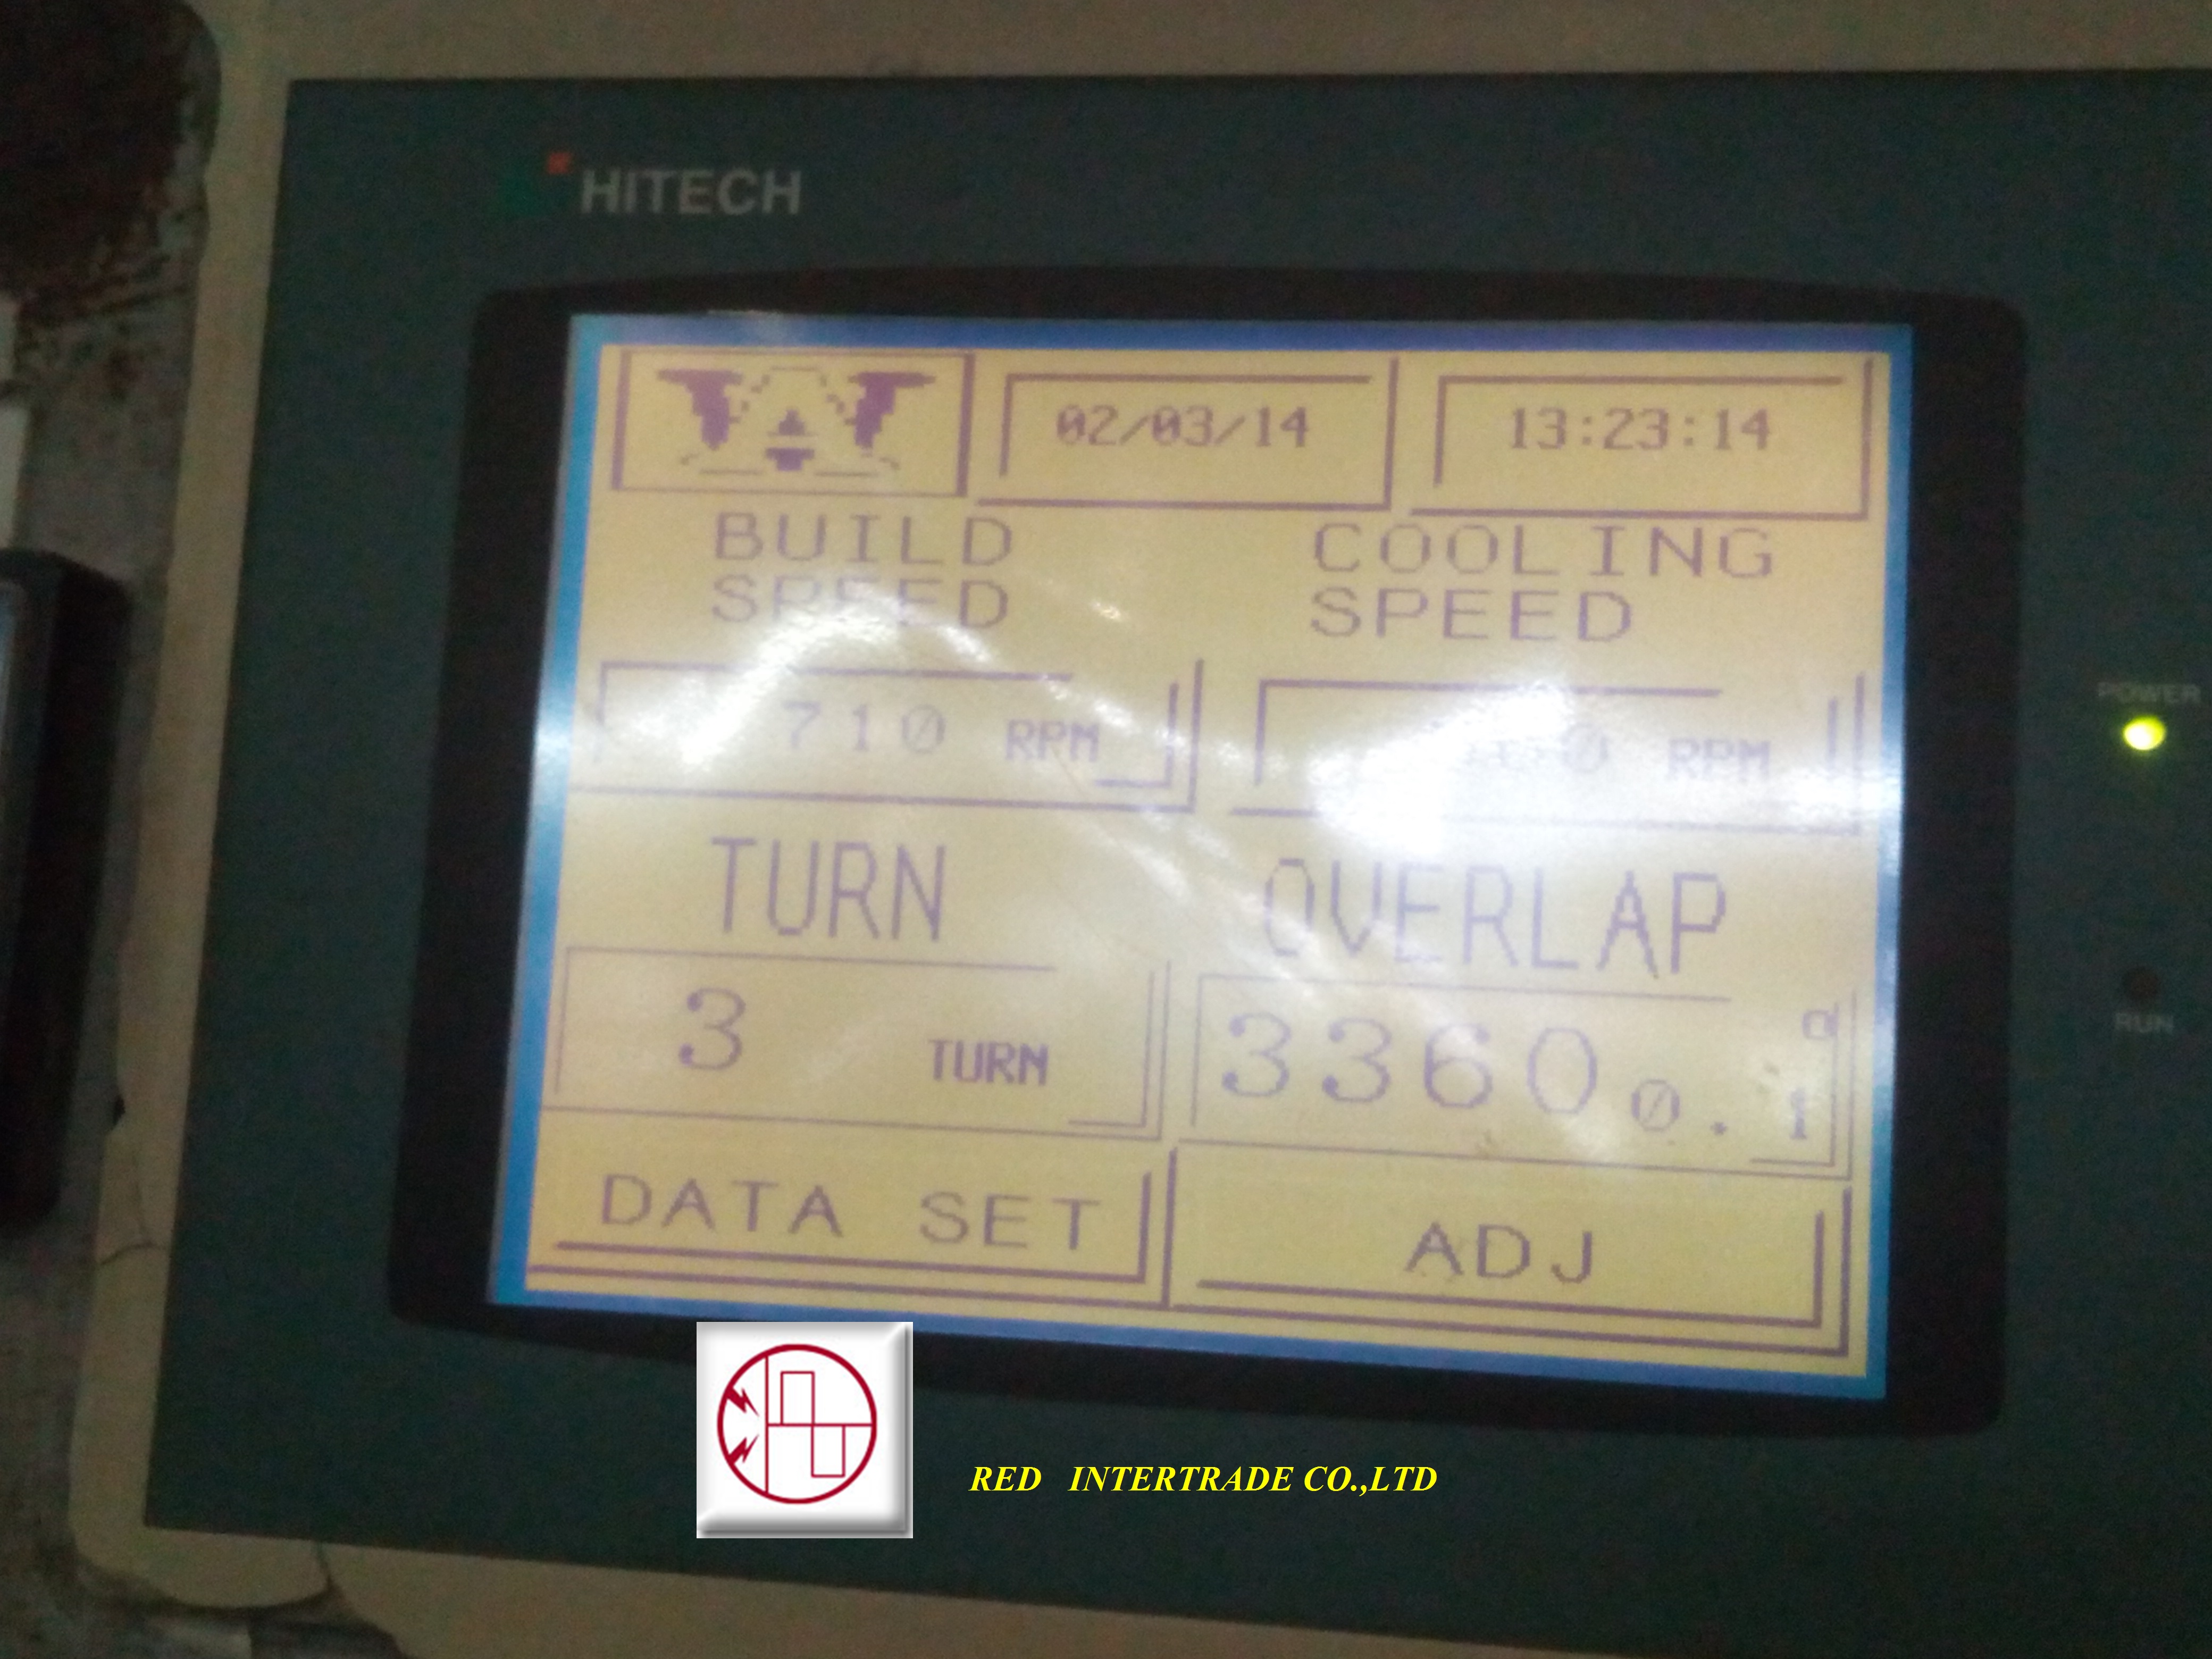 HITECH
02/03/14
13:23:14
BUILD
SPEED
COOLING
SPEED
710 RPM
RPM
TURN
OVERLAP
3 TURN
3360 0.1
DATA SET
ADJ
POWER
RUN
RED INTERTRADE CO.,LTD